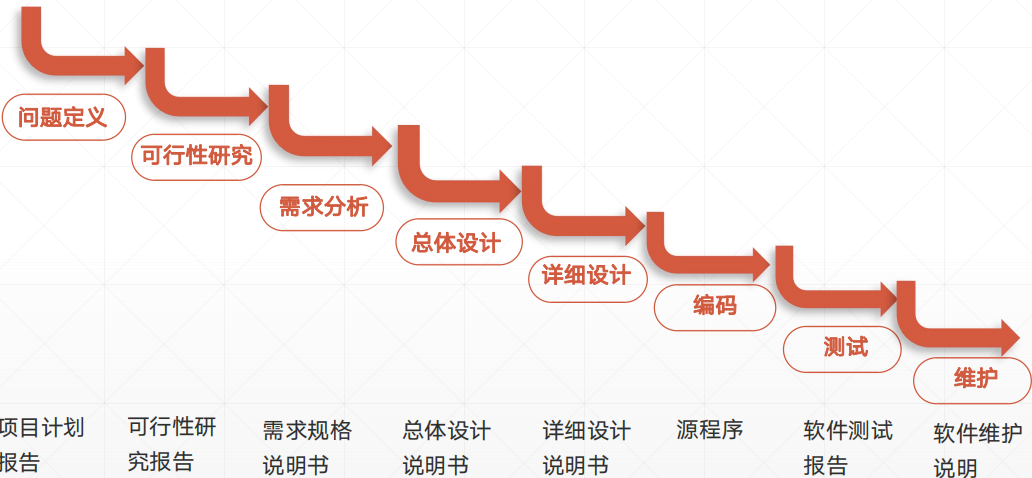 问题定义
可行性研究
需求分析
总体设计
详细设计
编码
测试
维护
项目计划
报告
可行性研
究报告
需求规格
说明书
总体设计
说明书
详细设计
说明书
源程序
软件测试
报告
软件维护
说明